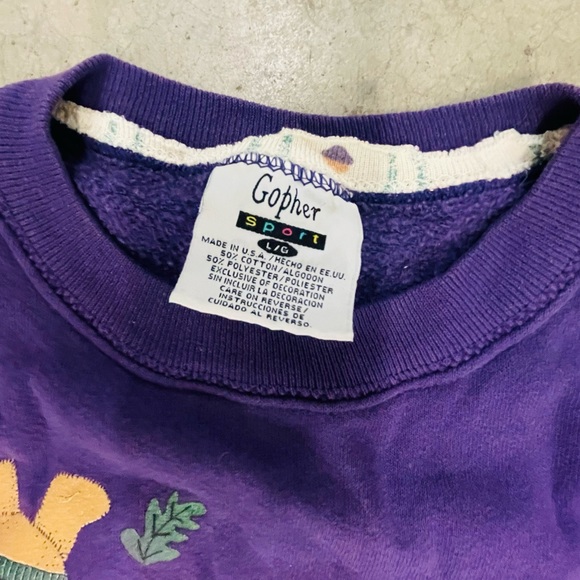 Gopher
sport
L/G
MADE IN U.S.A./HECHO EN EE.UU.
50% COTTON/ALGODON
50% POLYESTER/POLIESTER
EXCLUSIVE OF DECORATION
SIN INCLUIR LA DECORACION
CARE ON REVERSE/
INSTRUCCIONES DE
CUIDADO AL REVERSO.